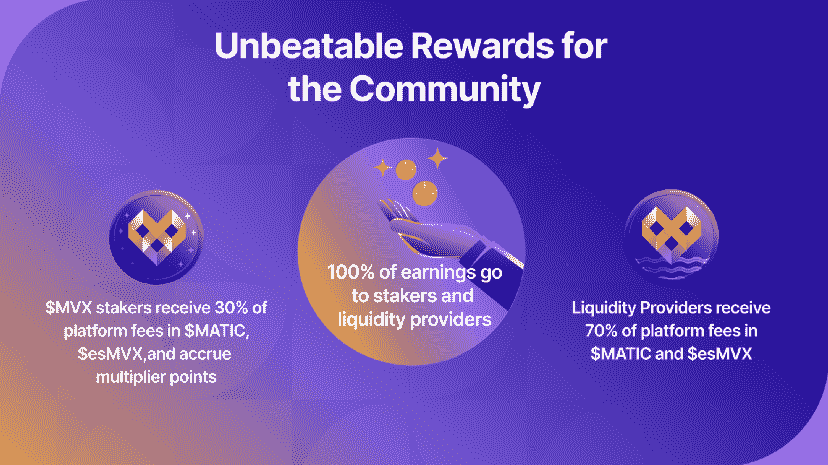 Unbeatable Rewards for
the Community
$MVX stakers receive 30% of
platform fees in $MATIC,
$esMVX,and accrue
multiplier points
100% of earnings go
to stakers and
liquidity providers
Liquidity Providers receive
70% of platform fees in
$MATIC and $esMVX